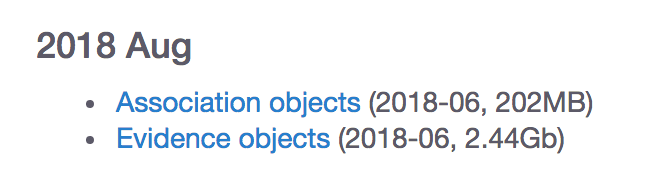 2018 Aug
• Association objects (2018-06, 202MB)
• Evidence objects (2018-06, 2.44Gb)